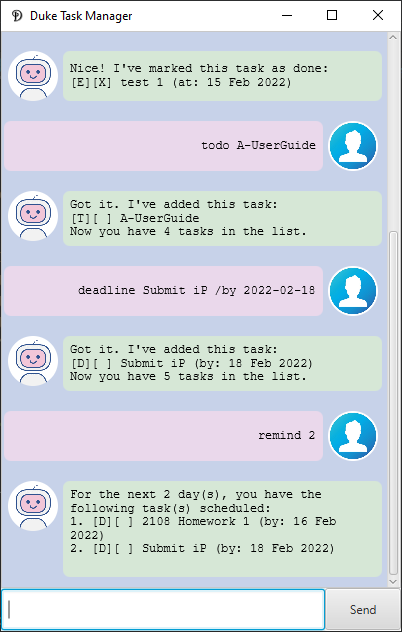 Duke Task Manager
Nice! I've marked this task as done:
[E][X] test 1 (at: 15 Feb 2022)
todo A-UserGuide
Got it. I've added this task:
[T][ ] A-UserGuide
Now you have 4 tasks in the list.
deadline Submit iP /by 2022-02-18
Got it. I've added this task:
[D][ ] Submit iP (by: 18 Feb 2022)
Now you have 5 tasks in the list.
remind 2
For the next 2 day(s), you have the
following task(s) scheduled:
1. [D][ ] 2108 Homework 1 (by: 16 Feb
2022)
2. [D][ ] Submit iP (by: 18 Feb 2022)
Send